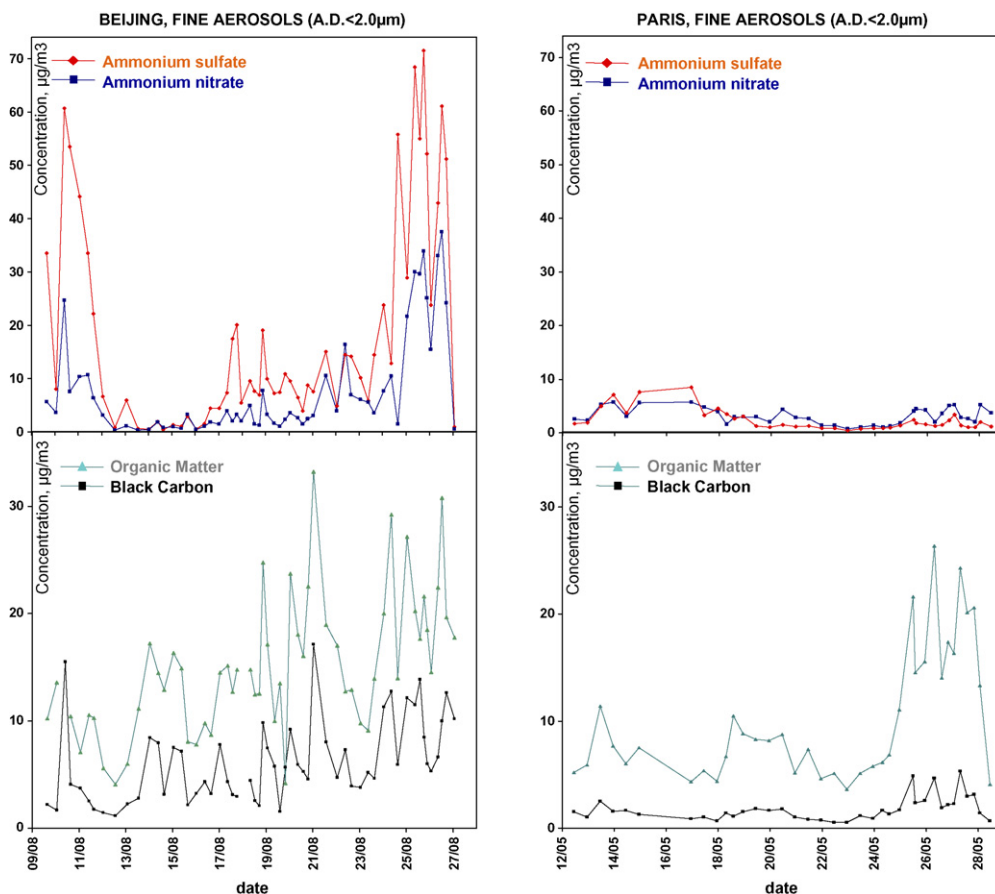 BEIJING, FINE AEROSOLS (A.D.<2.0µm)
70
60
50
40
30
20
10
0
Concentration, µg/m3
Ammonium sulfate
Ammonium nitrate
30
20
10
0
Concentration, µg/m3
Organic Matter
Black Carbon
09/08
11/08
13/08
15/08
17/08
19/08
21/08
23/08
25/08
27/08
date
PARIS, FINE AEROSOLS (A.D.<2.0µm)
70
60
50
40
30
20
10
0
Concentration, µg/m3
Ammonium sulfate
Ammonium nitrate
30
20
10
0
Concentration, µg/m3
Organic Matter
Black Carbon
12/05
14/05
16/05
18/05
20/05
22/05
24/05
26/05
28/05
date